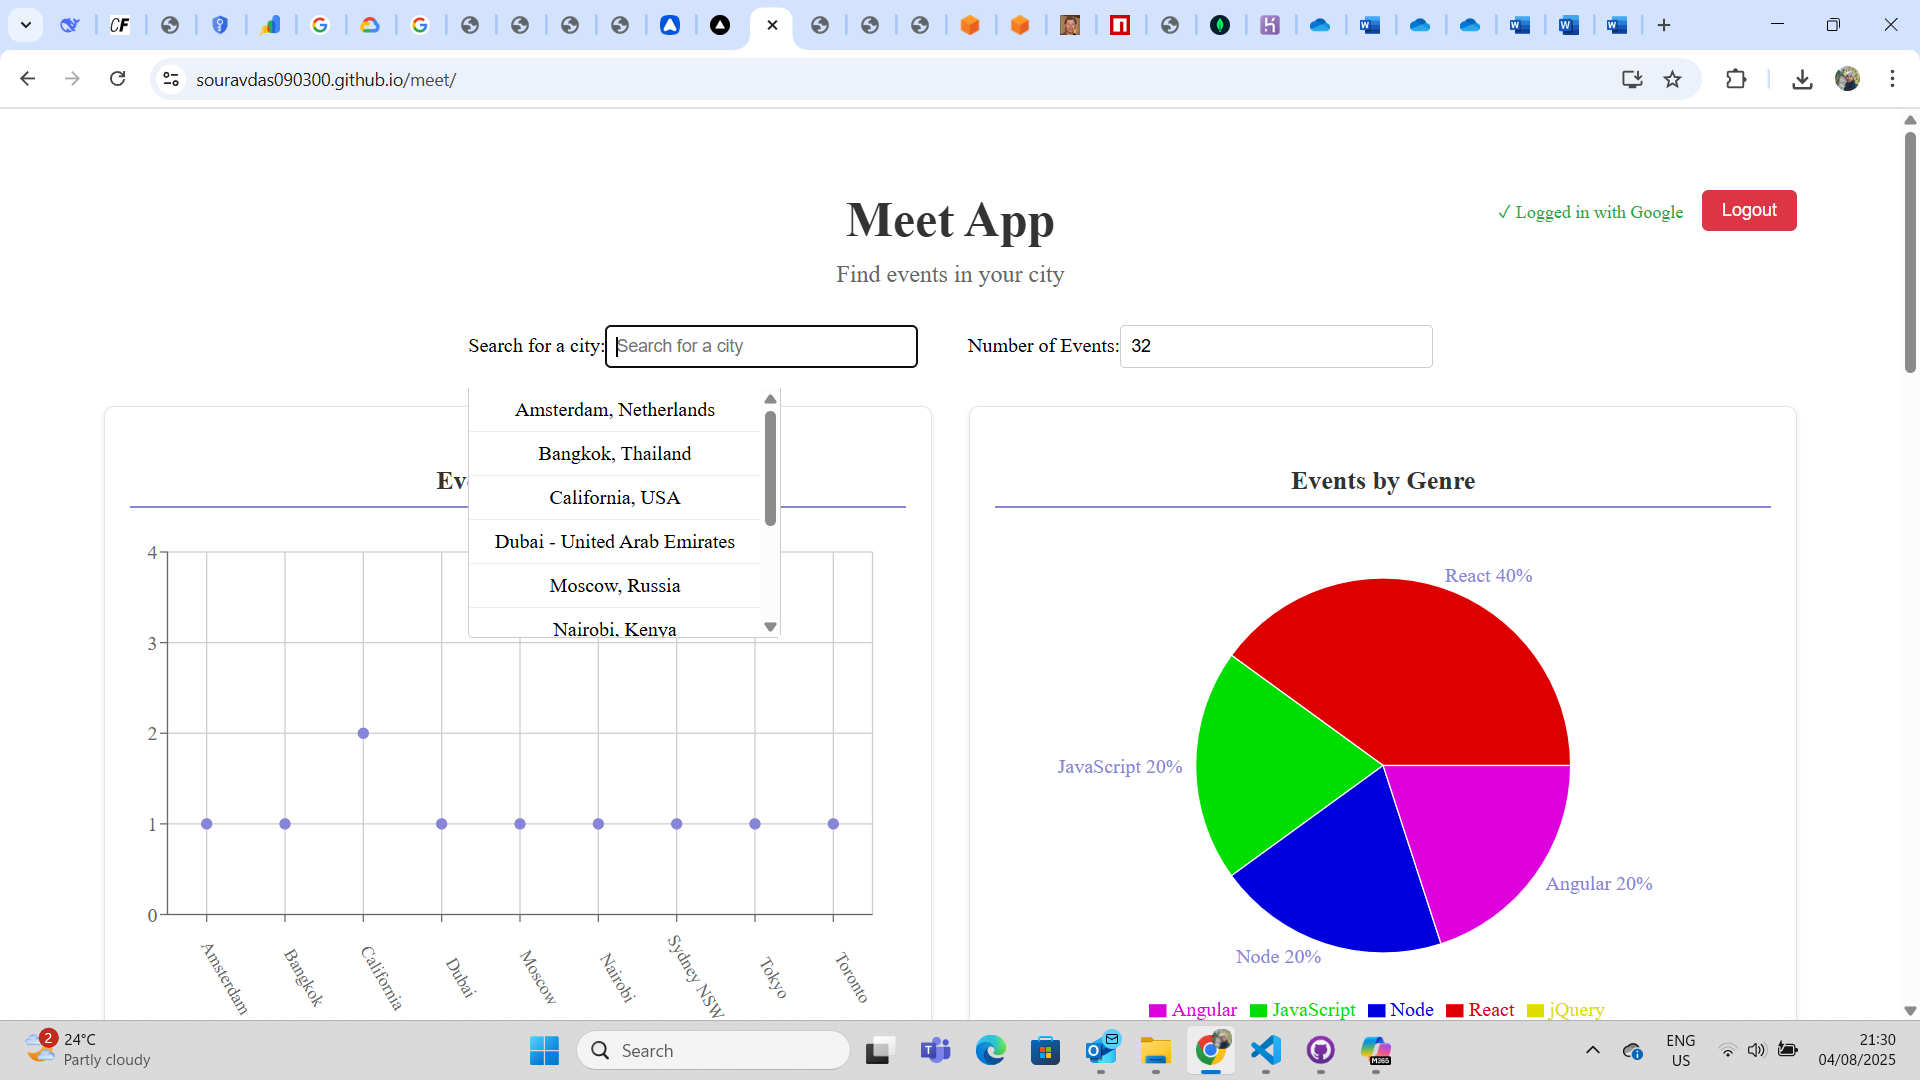 CF
souravdas090300.github.io/meet/
Meet App
✓ Logged in with Google
Logout
Find events in your city
Search for a city:
Search for a city
Number of Events:
32
Amsterdam, Netherlands
Bangkok, Thailand
California, USA
Dubai - United Arab Emirates
Moscow, Russia
Nairobi, Kenya
Ev
4
3
2
1
0
Amsterdam
Bangkok
California
Dubai
Moscow
Nairobi
Sydney NSW
Tokyo
Toronto
Events by Genre
React 40%
JavaScript 20%
Angular 20%
Node 20%
Angular
JavaScript
Node
React
jQuery
2
24°C
Partly cloudy
Search
M365
ENG
US
21:30
04/08/2025